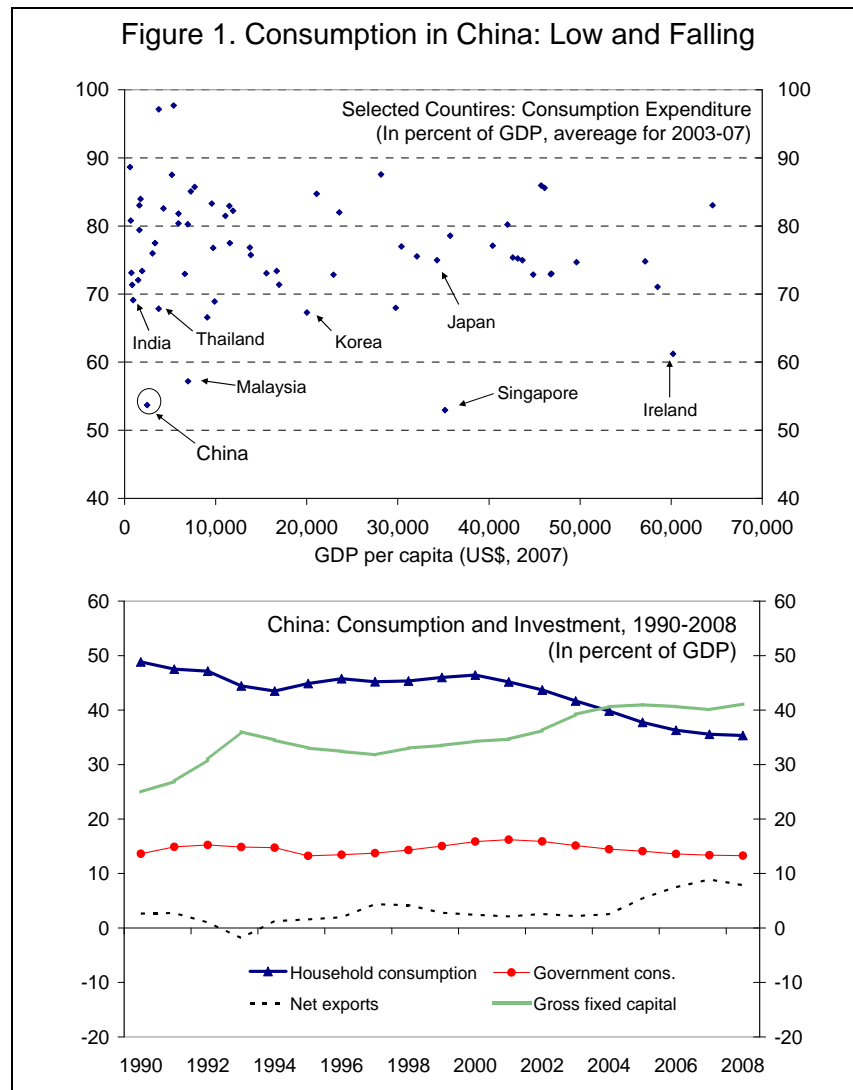 Figure 1. Consumption in China: Low and Falling
Selected Countires: Consumption Expenditure
(In percent of GDP, avereage for 2003-07)
100
90
80
70
60
50
40
100
90
80
70
60
50
40
India
Thailand
Korea
Japan
Malaysia
Singapore
Ireland
China
0
10,000
20,000
30,000
40,000
50,000
60,000
70,000
GDP per capita (US$, 2007)
China: Consumption and Investment, 1990-2008
(In percent of GDP)
60
50
40
30
20
10
0
-10
-20
60
50
40
30
20
10
0
-10
-20
Household consumption
Government cons.
Net exports
Gross fixed capital
1990
1992
1994
1996
1998
2000
2002
2004
2006
2008